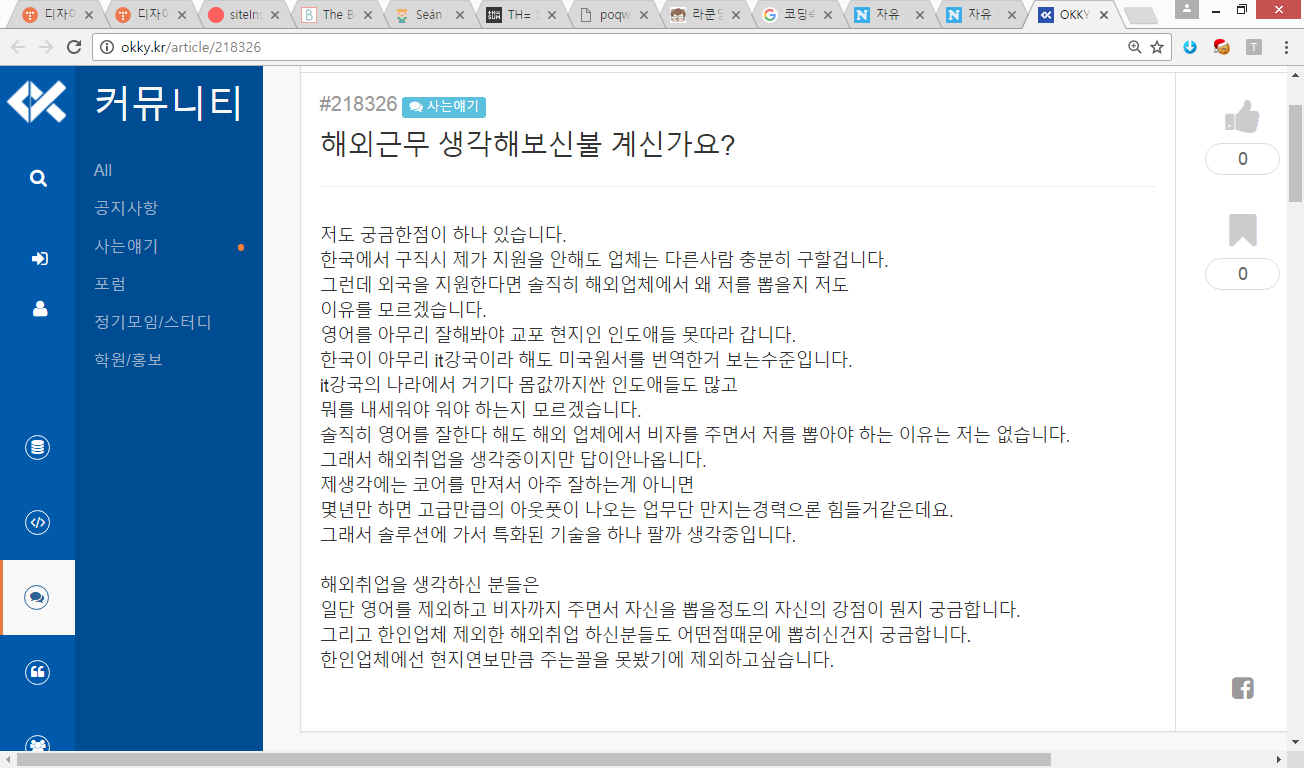 디자이
디자이
siteIns
The B
Seán
TH=
poqw
라쿤잉
코딩
자유
자유
OKKY
okky.kr/article/218326
커뮤니티
All
공지사항
사는얘기
포럼
정기모임/스터디
학원/홍보
#218326 사는얘기
해외근무 생각해보신불 계신가요?
저도 궁금한점이 하나 있습니다.
한국에서 구직시 제가 지원을 안해도 업체는 다른사람 충분히 구할겁니다.
그런데 외국을 지원한다면 솔직히 해외업체에서 왜 저를 뽑을지 저도
이유를 모르겠습니다.
영어를 아무리 잘해봐야 교포 현지인 인도애들 못따라 갑니다.
한국이 아무리 it강국이라 해도 미국원서를 번역한거 보는수준입니다.
it강국의 나라에서 거기다 몸값까지싼 인도애들도 많고
뭐를 내세워야 워야 하는지 모르겠습니다.
솔직히 영어를 잘한다 해도 해외 업체에서 비자를 주면서 저를 뽑아야 하는 이유는 저는 없습니다.
그래서 해외취업을 생각중이지만 답이안나옵니다.
제생각에는 코어를 만져서 아주 잘하는게 아니면
몇년만 하면 고급만큽의 아웃풋이 나오는 업무단 만지는경력으론 힘들거같은데요.
그래서 솔루션에 가서 특화된 기술을 하나 팔까 생각중입니다.
해외취업을 생각하신 분들은
일단 영어를 제외하고 비자까지 주면서 자신을 뽑을정도의 자신의 강점이 뭔지 궁금합니다.
그리고 한인업체 제외한 해외취업 하신분들도 어떤점때문에 뽑히신건지 궁금합니다.
한인업체에선 현지연보만큼 주는꼴을 못봤기에 제외하고싶습니다.
0
0